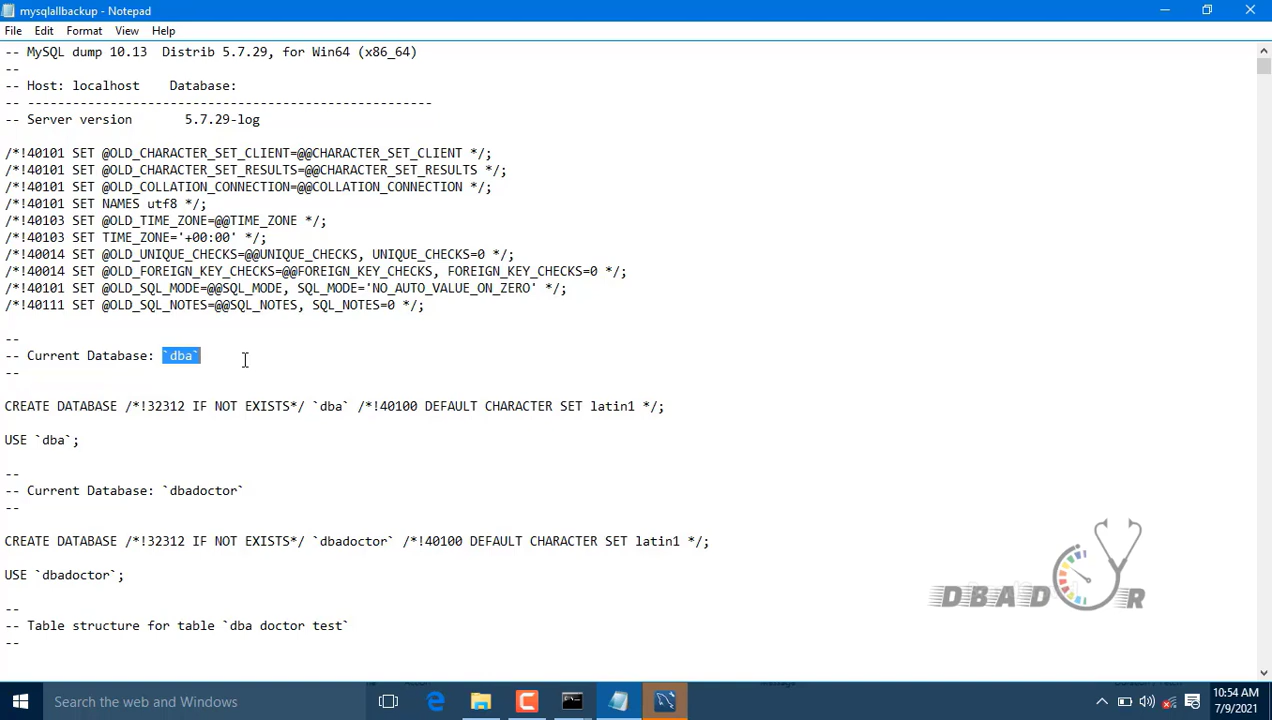 mysqlallbackup - Notepad
File Edit Format View Help
-- MySQL dump 10.13  Distrib 5.7.29, for Win64 (x86_64)
--
-- Host: localhost    Database:
-- ------------------------------------------------------
-- Server version       5.7.29-log
/*!40101 SET @OLD_CHARACTER_SET_CLIENT=@@CHARACTER_SET_CLIENT */;
/*!40101 SET @OLD_CHARACTER_SET_RESULTS=@@CHARACTER_SET_RESULTS */;
/*!40101 SET @OLD_COLLATION_CONNECTION=@@COLLATION_CONNECTION */;
/*!40101 SET NAMES utf8 */;
/*!40103 SET @OLD_TIME_ZONE=@@TIME_ZONE */;
/*!40103 SET TIME_ZONE='+00:00' */;
/*!40014 SET @OLD_UNIQUE_CHECKS=@@UNIQUE_CHECKS, UNIQUE_CHECKS=0 */;
/*!40014 SET @OLD_FOREIGN_KEY_CHECKS=@@FOREIGN_KEY_CHECKS, FOREIGN_KEY_CHECKS=0 */;
/*!40101 SET @OLD_SQL_MODE=@@SQL_MODE, SQL_MODE='NO_AUTO_VALUE_ON_ZERO' */;
/*!40111 SET @OLD_SQL_NOTES=@@SQL_NOTES, SQL_NOTES=0 */;
--
-- Current Database: `dba`
--
CREATE DATABASE /*!32312 IF NOT EXISTS*/ `dba` /*!40100 DEFAULT CHARACTER SET latin1 */;
USE `dba`;
--
-- Current Database: `dbadoctor`
--
CREATE DATABASE /*!32312 IF NOT EXISTS*/ `dbadoctor` /*!40100 DEFAULT CHARACTER SET latin1 */;
USE `dbadoctor`;
--
-- Table structure for table `dba doctor test`
--
DBAD R
Search the web and Windows
10:54 AM
7/9/2021